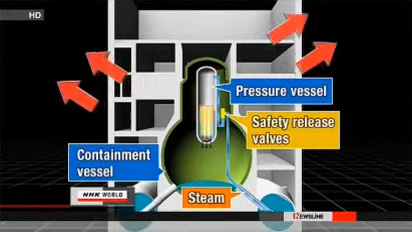 HD
Pressure vessel
Safety release
valves
Containment
vessel
NHK WORLD
Steam
NEWSLINE